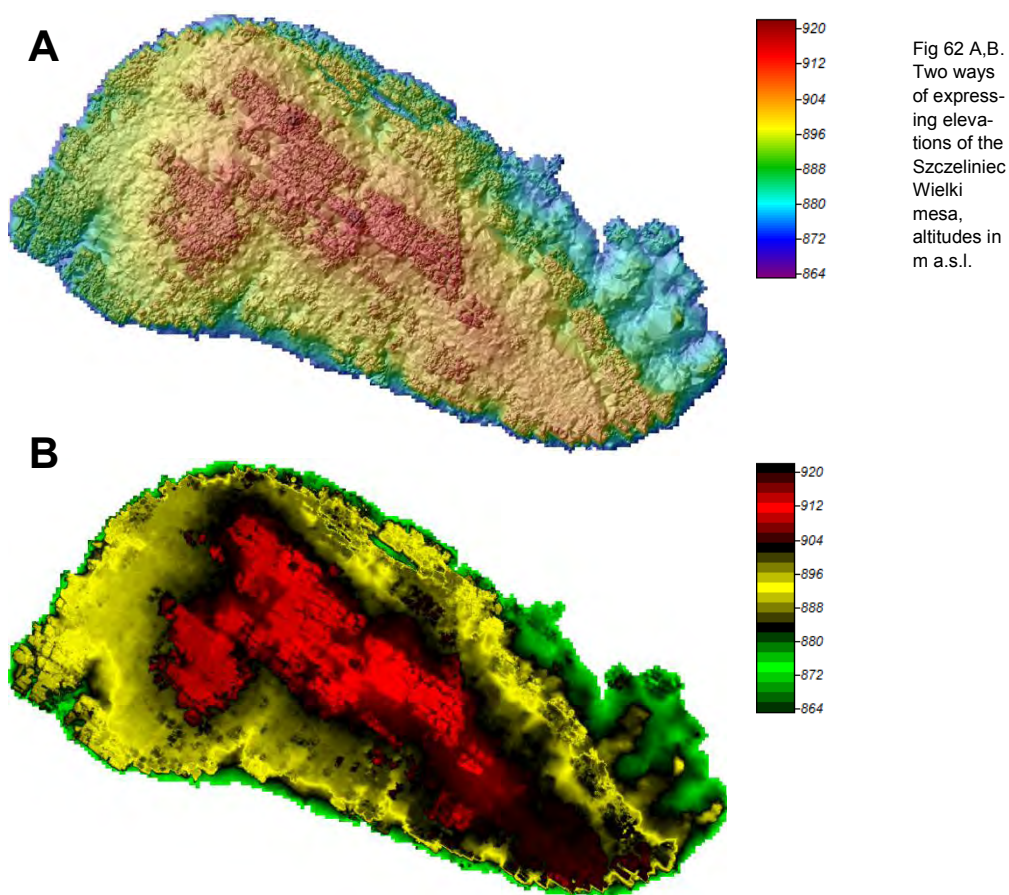 A
920
912
904
896
888
880
872
864
Fig 62 A,B.
Two ways
of express-
ing eleva-
tions of the
Szczeliniec
Wielki
mesa,
altitudes in
m a.s.l.
B
920
912
904
896
888
880
872
864